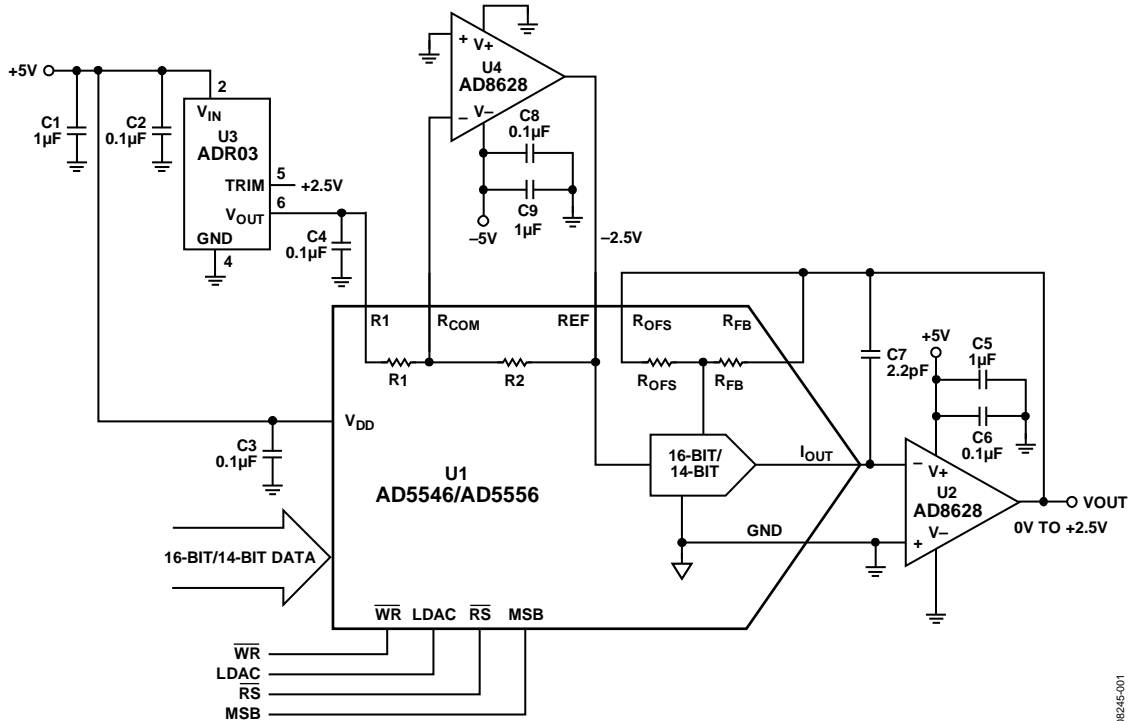 +5V
C1
1µF
C2
0.1µF
2
VIN
U3
ADR03
TRIM
5
+2.5V
VOUT
6
GND
4
C4
0.1µF
+
V+
U4
AD8628
V–
–
C8
0.1µF
C9
1µF
–5V
–2.5V
R1
RCOM
REF
ROFS
RFB
R1
R2
ROFS
RFB
C7
2.2pF
+5V
C5
1µF
C6
0.1µF
VDD
C3
0.1µF
U1
AD5546/AD5556
16-BIT/
14-BIT
IOUT
GND
–
V+
U2
AD8628
V–
+
VOUT
0V TO +2.5V
16-BIT/14-BIT DATA
WR LDAC RS MSB
WR
LDAC
RS
MSB
08245-001